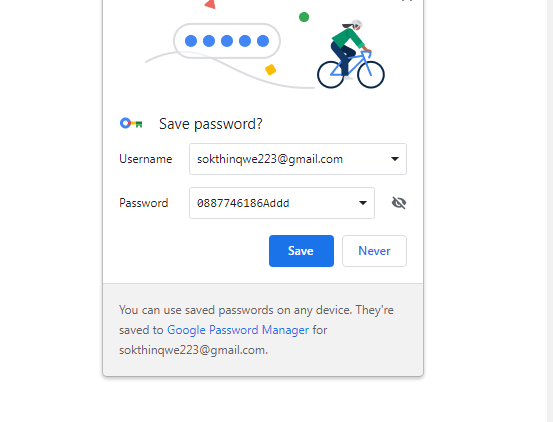 Save password?
Username
sokthinqwe223@gmail.com
Password
0887746186Addd
Save
Never
You can use saved passwords on any device. They're
saved to Google Password Manager for
sokthinqwe223@gmail.com.